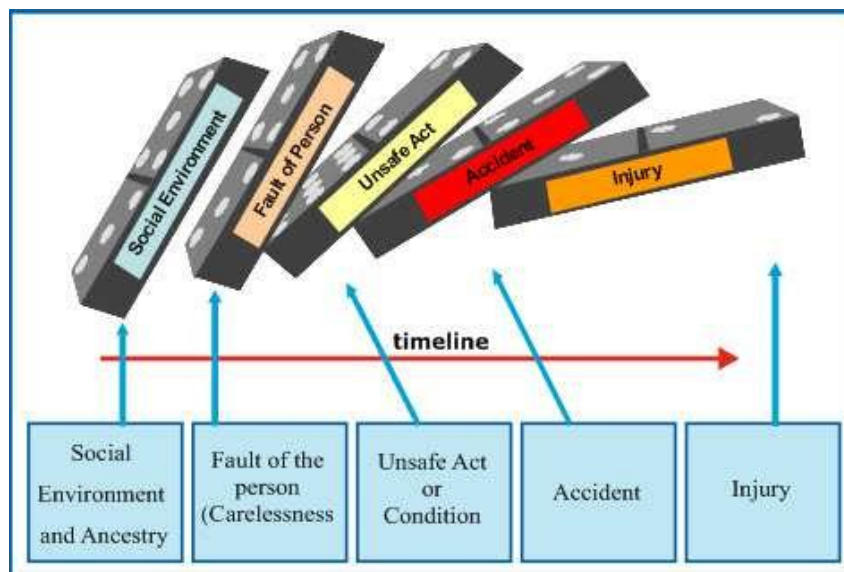 Social Environment
Fault of Person
Unsafe Act
Accident
Injury
timeline
Social
Environment
and Ancestry
Fault of the
person
(Carelessness
Unsafe Act
or
Condition
Accident
Injury